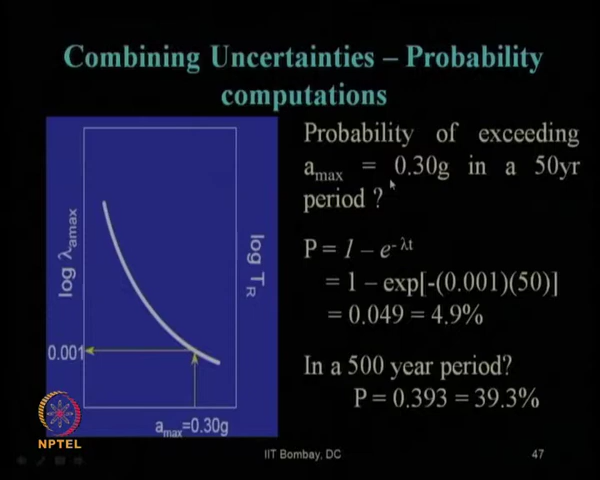 Combining Uncertainties – Probability
computations
Probability of exceeding
amax = 0.30g in a 50yr
period ?
P = 1 – e-λt
= 1 – exp[-(0.001)(50)]
= 0.049 = 4.9%
In a 500 year period?
P = 0.393 = 39.3%
log λamax
log TR
0.001
amax=0.30g
NPTEL
IIT Bombay, DC
47